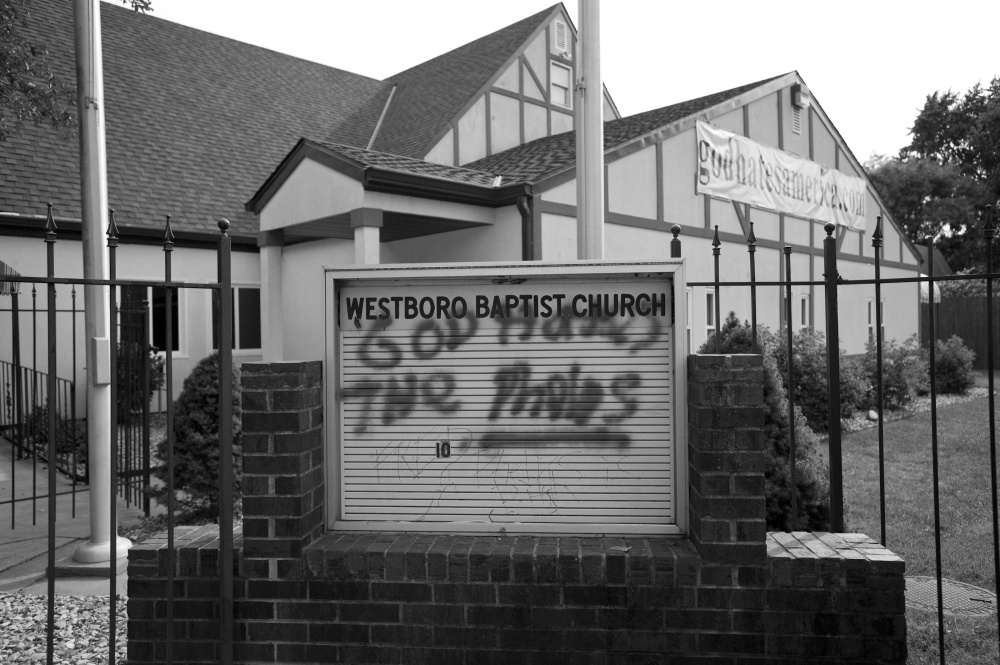 godhatesamerica.com
WESTBORO BAPTIST CHURCH
GOD HATES
THE Phelps
10